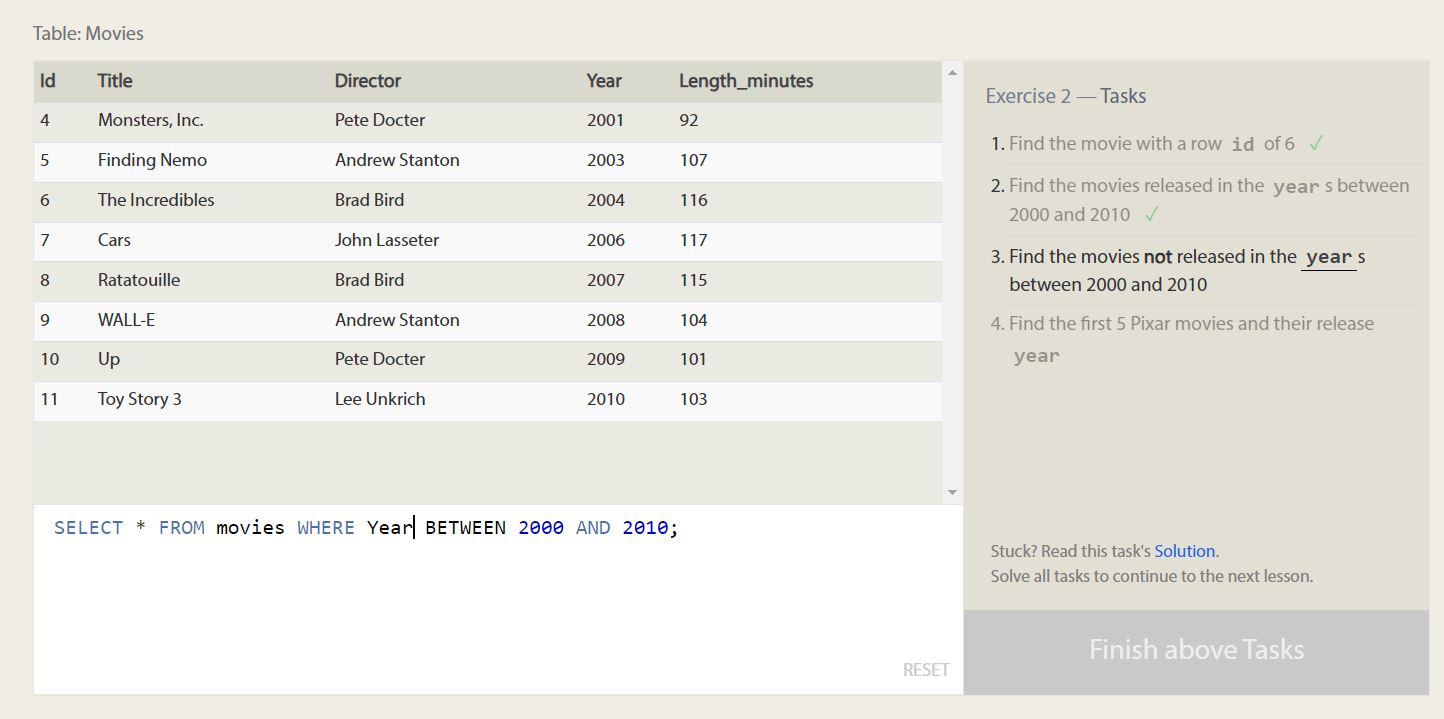 Table: Movies
Id Title Director Year Length_minutes
4 Monsters, Inc. Pete Docter 2001 92
5 Finding Nemo Andrew Stanton 2003 107
6 The Incredibles Brad Bird 2004 116
7 Cars John Lasseter 2006 117
8 Ratatouille Brad Bird 2007 115
9 WALL-E Andrew Stanton 2008 104
10 Up Pete Docter 2009 101
11 Toy Story 3 Lee Unkrich 2010 103
SELECT * FROM movies WHERE Year BETWEEN 2000 AND 2010;
RESET
Exercise 2 — Tasks
1. Find the movie with a row id of 6 ✓
2. Find the movies released in the year s between
2000 and 2010 ✓
3. Find the movies not released in the year s
between 2000 and 2010
4. Find the first 5 Pixar movies and their release
year
Stuck? Read this task's Solution.
Solve all tasks to continue to the next lesson.
Finish above Tasks